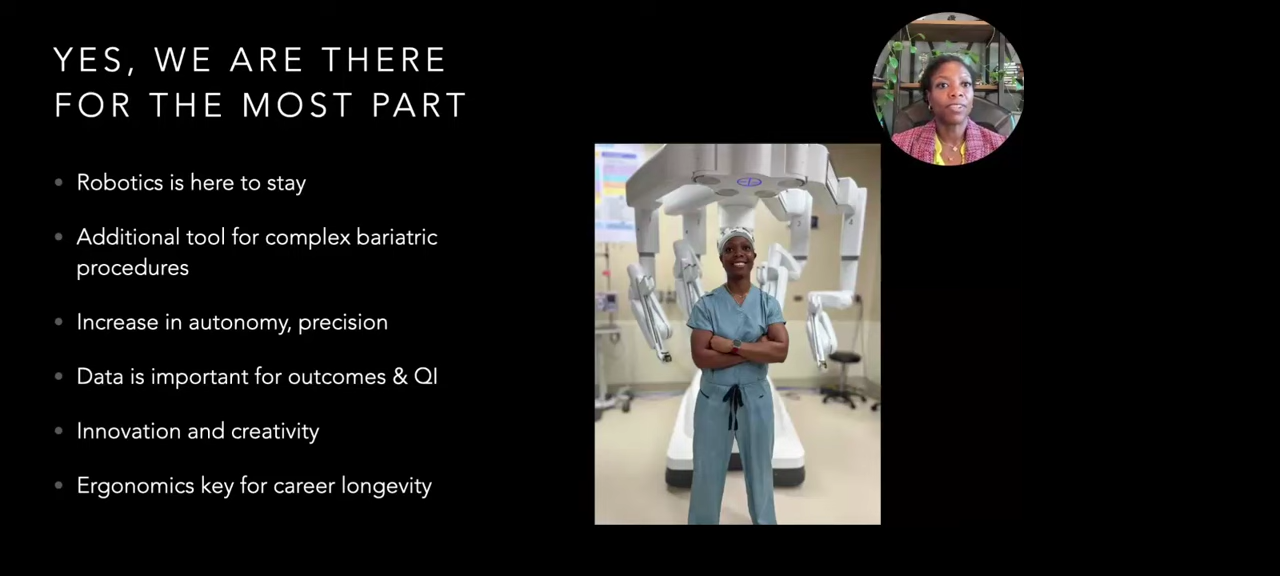 YES, WE ARE THERE
FOR THE MOST PART
Robotics is here to stay
Additional tool for complex bariatric
procedures
Increase in autonomy, precision
Data is important for outcomes & QI
Innovation and creativity
Ergonomics key for career longevity